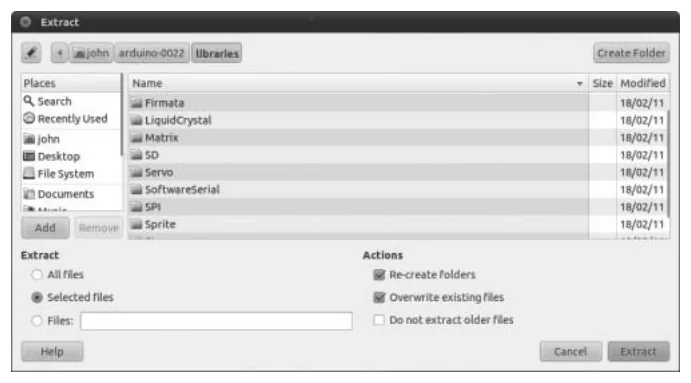 Extract
john arduino-0022 libraries Create Folder
Places Name Size Modified
Search Firmata 18/02/11
Recently Used LiquidCrystal 18/02/11
john Matrix 18/02/11
Desktop SD 18/02/11
File System Servo 18/02/11
Documents SoftwareSerial 18/02/11
SPI 18/02/11
Add Remove Sprite 18/02/11
Extract Actions
All files Re-create folders
Selected files Overwrite existing files
Files: Do not extract older files
Help Cancel Extract